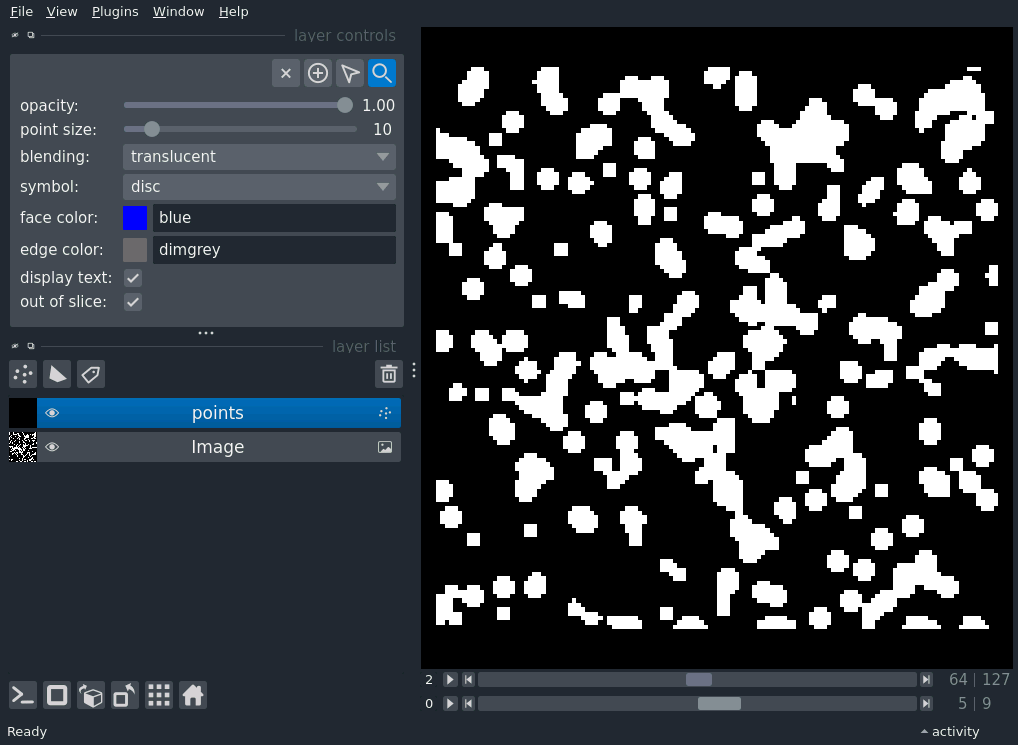 File View Plugins Window Help
layer controls
opacity: 1.00
point size: 10
blending: translucent
symbol: disc
face color: blue
edge color: dimgrey
display text:
out of slice:
layer list
points
Image
2 64 | 127
0 5 | 9
Ready activity